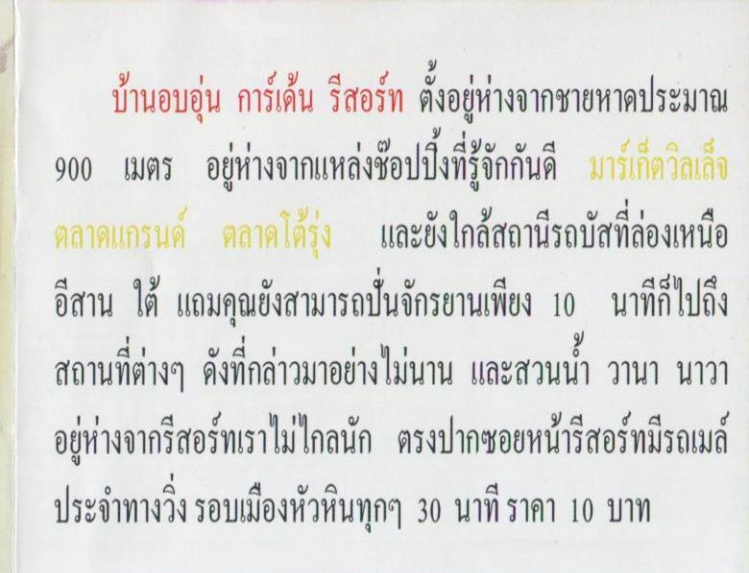 บ้านอบอุ่น การ์เด้น รีสอร์ท ตั้งอยู่ห่างจากชายหาดประมาณ
900 เมตร อยู่ห่างจากแหล่งช๊อปปิ้งที่รู้จักกันดี มาร์เก็ตวิลเล็จ
ตลาดแกรนด์ ตลาดโต้รุ่ง และยังใกล้สถานีรถบัสที่ล่องเหนือ
อีสาน ใต้ แถมคุณยังสามารถปั่นจักรยานเพียง 10 นาทีก็ไปถึง
สถานที่ต่างๆ ดังที่กล่าวมาอย่างไม่นาน และสวนน้ำ วานา นาวา
อยู่ห่างจากรีสอร์ทเราไม่ไกลนัก ตรงปากซอยหน้ารีสอร์ทมีรถเมล์
ประจำทางวิ่ง รอบเมืองหัวหินทุกๆ 30 นาที ราคา 10 บาท